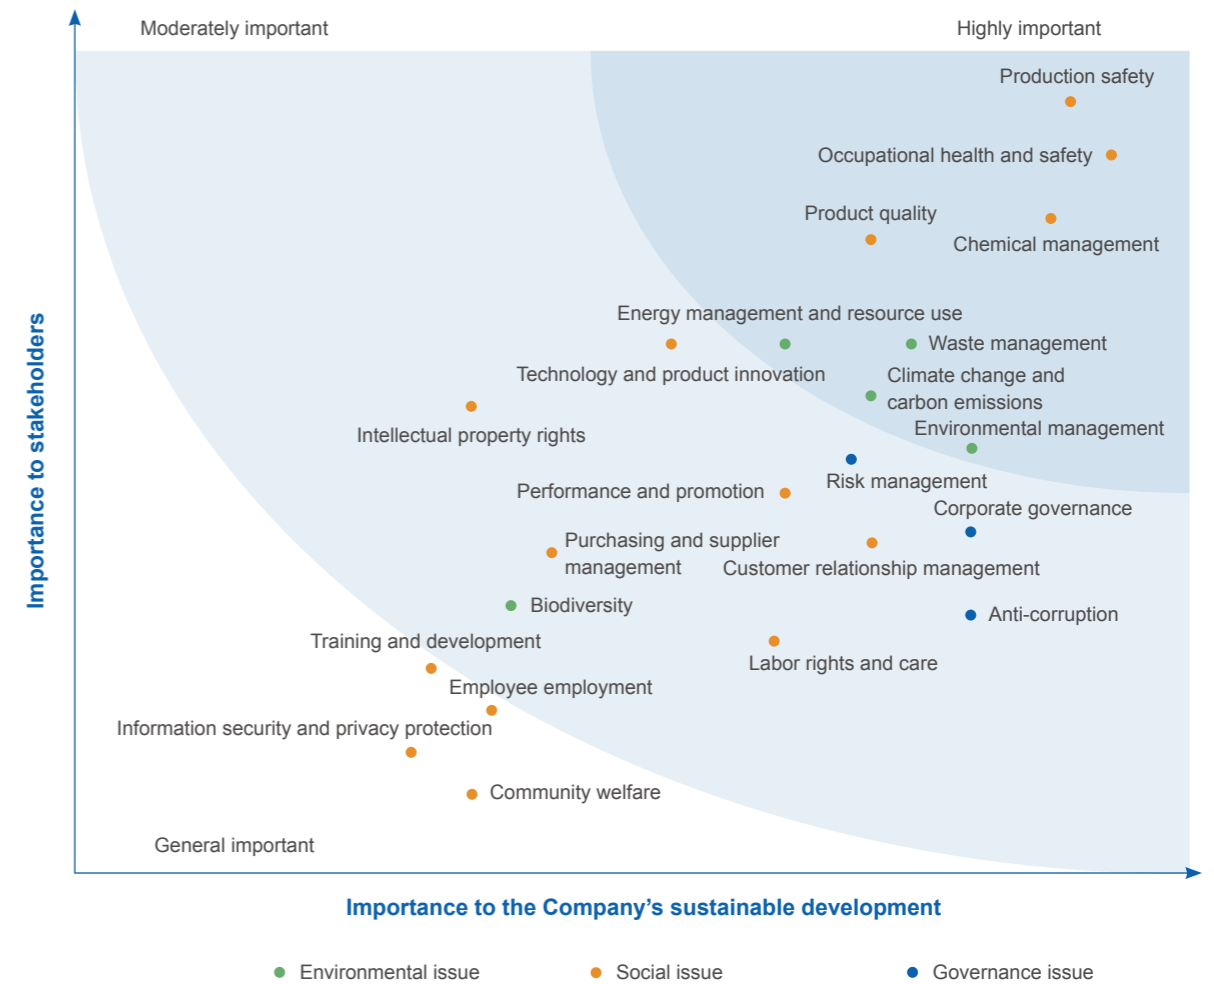 Moderately important
Highly important
Production safety
Occupational health and safety
Product quality
Chemical management
Energy management and resource use
Waste management
Technology and product innovation
Climate change and
carbon emissions
Intellectual property rights
Environmental management
Risk management
Performance and promotion
Corporate governance
Purchasing and supplier
management
Customer relationship management
Biodiversity
Anti-corruption
Training and development
Labor rights and care
Employee employment
Information security and privacy protection
Community welfare
General important
Importance to stakeholders
Importance to the Company’s sustainable development
Environmental issue
Social issue
Governance issue